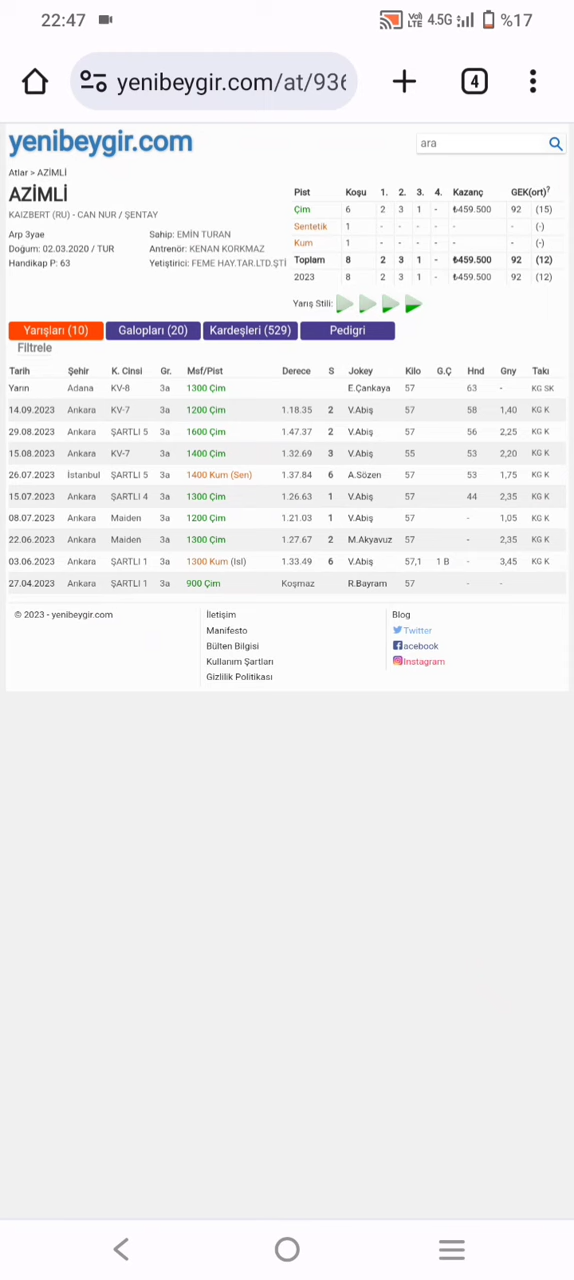 22:47 Voli LTE 4.5G %17
yenibeygir.com/at/936 4
yenibeygir.com
ara
Atlar > AZİMLİ
AZİMLİ
KAIZBERT (RU) - CAN NUR / ŞENTAY
Arp 3yae Sahip: EMİN TURAN
Doğum: 02.03.2020 / TUR Antrenör: KENAN KORKMAZ
Handikap P: 63 Yetiştirici: FEME HAY.TAR.LTD.ŞTİ
Pist Koşu 1. 2. 3. 4. Kazanç GEK(ort)?
Çim 6 2 3 1 - ₺459.500 92 (15)
Sentetik 1 - - - - - - (-)
Kum 1 - - - - - - (-)
Toplam 8 2 3 1 - ₺459.500 92 (12)
2023 8 2 3 1 - ₺459.500 92 (12)
Yarış Stili:
Yarışları (10) Galopları (20) Kardeşleri (529) Pedigri
Filtrele
Tarih Şehir K. Cinsi Gr. Msf/Pist Derece S Jokey Kilo G.Ç Hnd Gny Takı
Yarın Adana KV-8 3a 1300 Çim E.Çankaya 57 63 - KG SK
14.09.2023 Ankara KV-7 3a 1200 Çim 1.18.35 2 V.Abiş 57 58 1,40 KG K
29.08.2023 Ankara ŞARTLI 5 3a 1600 Çim 1.47.37 2 V.Abiş 57 56 2,25 KG K
15.08.2023 Ankara KV-7 3a 1400 Çim 1.32.69 3 V.Abiş 55 53 2,20 KG K
26.07.2023 İstanbul ŞARTLI 5 3a 1400 Kum (Sen) 1.37.84 6 A.Sözen 57 53 1,75 KG K
15.07.2023 Ankara ŞARTLI 4 3a 1300 Çim 1.26.63 1 V.Abiş 57 44 2,35 KG K
08.07.2023 Ankara Maiden 3a 1200 Çim 1.21.03 1 V.Abiş 57 - 1,05 KG K
22.06.2023 Ankara Maiden 3a 1300 Çim 1.27.67 2 M.Akyavuz 57 - 2,35 KG K
03.06.2023 Ankara ŞARTLI 1 3a 1300 Kum (Isl) 1.33.49 6 V.Abiş 57,1 1 B - 3,45 KG K
27.04.2023 Ankara ŞARTLI 1 3a 900 Çim Koşmaz R.Bayram 57 - -
© 2023 - yenibeygir.com
İletişim
Manifesto
Bülten Bilgisi
Kullanım Şartları
Gizlilik Politikası
Blog
Twitter
facebook
Instagram